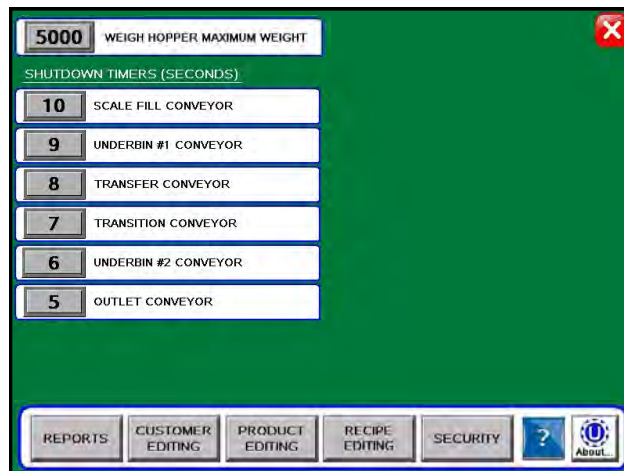 5000 WEIGH HOPPER MAXIMUM WEIGHT
X
SHUTDOWN TIMERS (SECONDS)
10 SCALE FILL CONVEYOR
9 UNDERBIN #1 CONVEYOR
8 TRANSFER CONVEYOR
7 TRANSITION CONVEYOR
6 UNDERBIN #2 CONVEYOR
5 OUTLET CONVEYOR
REPORTS
CUSTOMER
EDITING
PRODUCT
EDITING
RECIPE
EDITING
SECURITY
?
U
About...